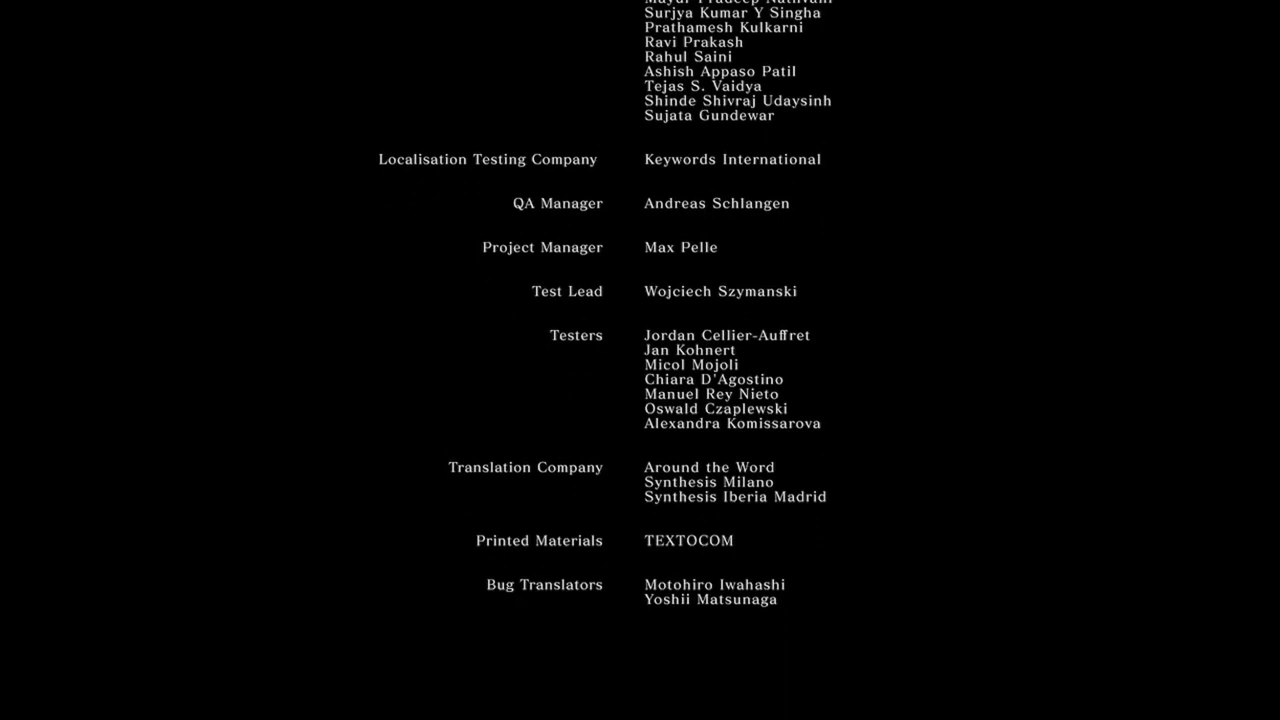 Surjya Kumar Y Singha
Prathamesh Kulkarni
Ravi Prakash
Rahul Saini
Ashish Appaso Patil
Tejas S. Vaidya
Shinde Shivraj Udaysinh
Sujata Gundewar
Localisation Testing Company Keywords International
QA Manager Andreas Schlangen
Project Manager Max Pelle
Test Lead Wojciech Szymanski
Testers Jordan Cellier-Auffret
Jan Kohnert
Micol Mojoli
Chiara D'Agostino
Manuel Rey Nieto
Oswald Czaplewski
Alexandra Komissarova
Translation Company Around the Word
Synthesis Milano
Synthesis Iberia Madrid
Printed Materials TEXTOCOM
Bug Translators Motohiro Iwahashi
Yoshii Matsunaga